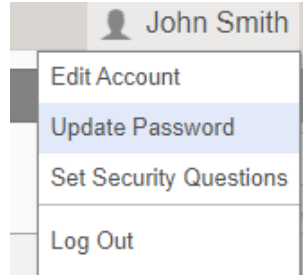 John Smith
Edit Account
Update Password
Set Security Questions
Log Out